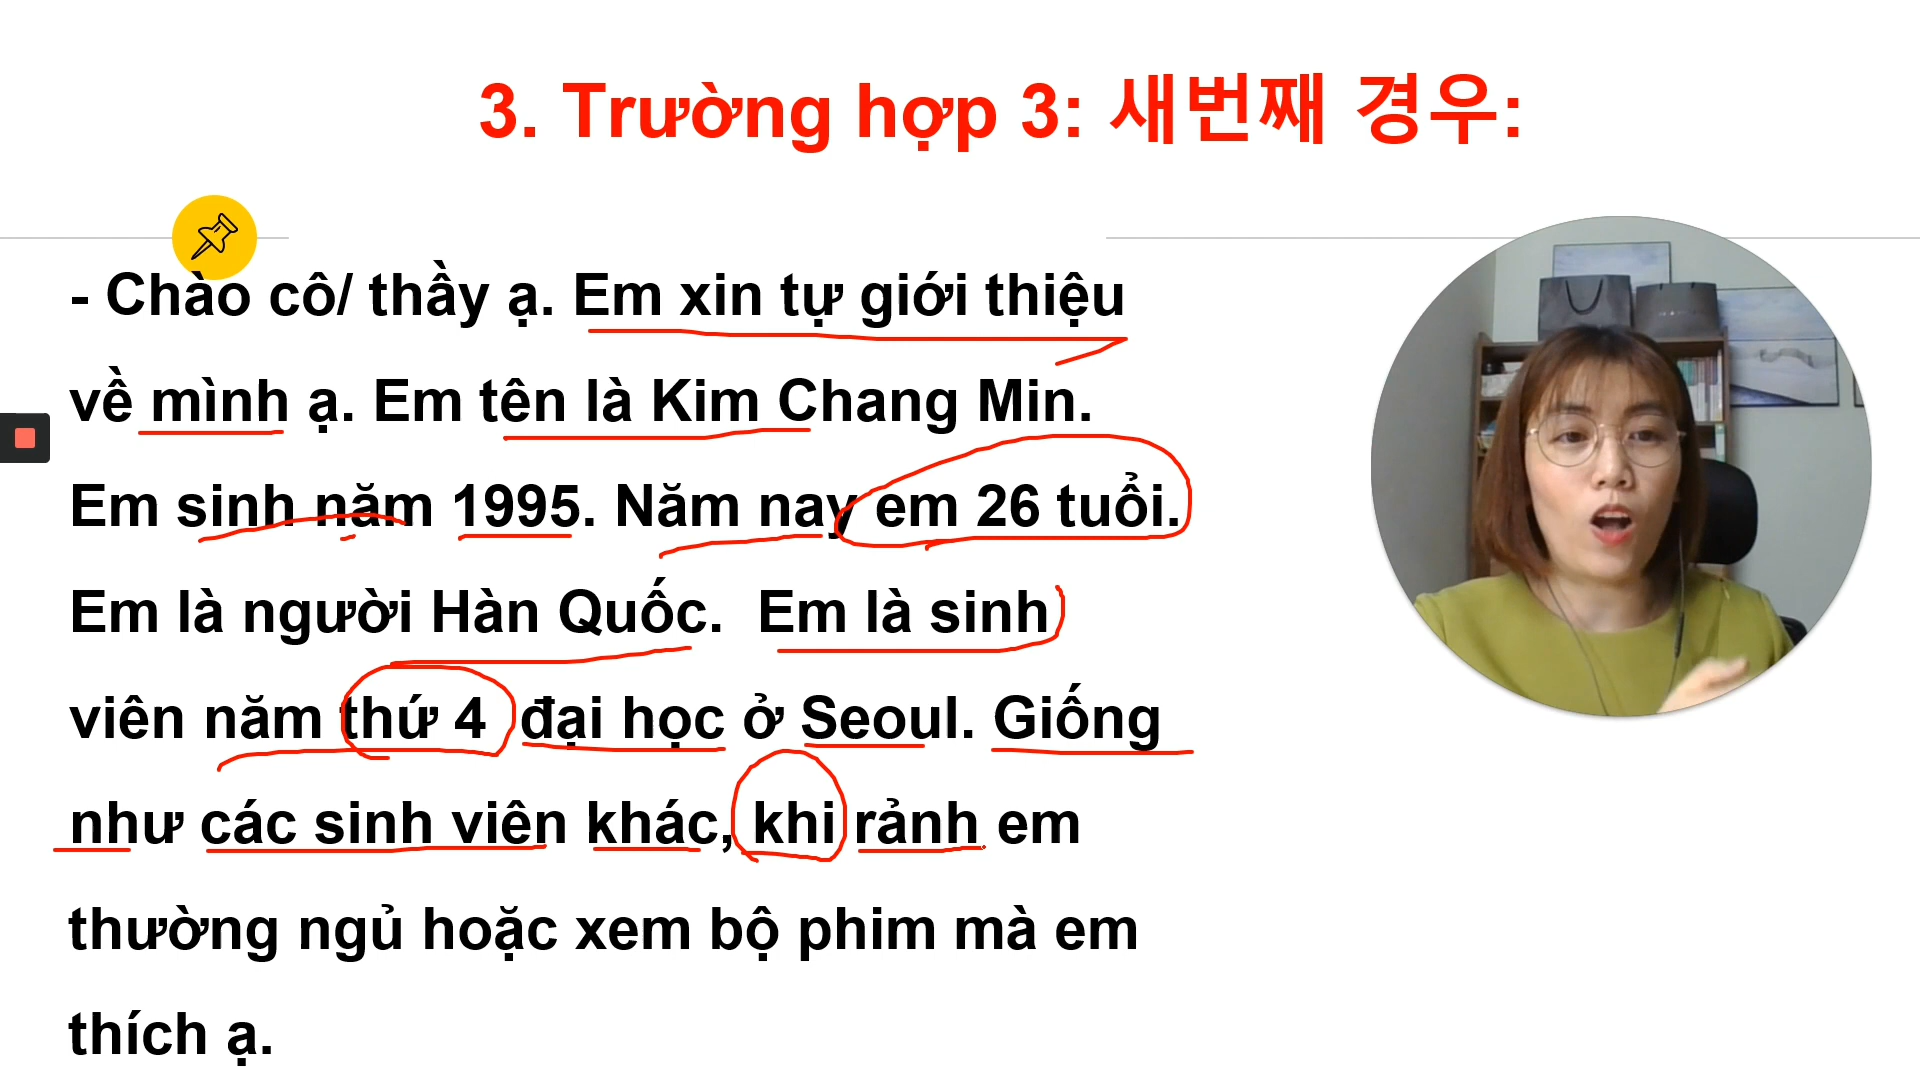 3. Trường hợp 3: 새번째 경우:
- Chào cô/ thầy ạ. Em xin tự giới thiệu
về mình ạ. Em tên là Kim Chang Min.
Em sinh năm 1995. Năm nay em 26 tuổi.
Em là người Hàn Quốc. Em là sinh
viên năm thứ 4 đại học ở Seoul. Giống
như các sinh viên khác, khi rảnh em
thường ngủ hoặc xem bộ phim mà em
thích ạ.